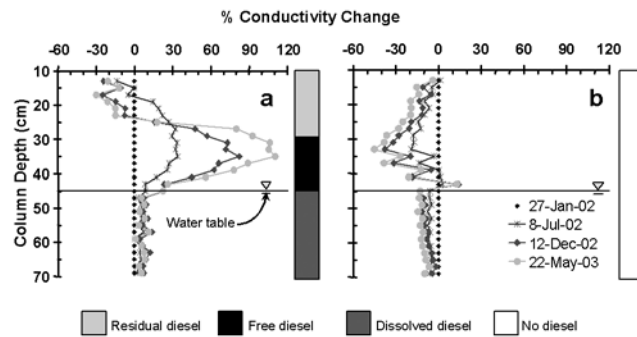 % Conductivity Change
-60 -30 0 30 60 90 120 -60 -30 0 30 60 90 120
Column Depth (cm)
10
20
30
40
50
60
70
a
Water table
b
27-Jan-02
8-Jul-02
12-Dec-02
22-May-03
Residual diesel Free diesel Dissolved diesel No diesel